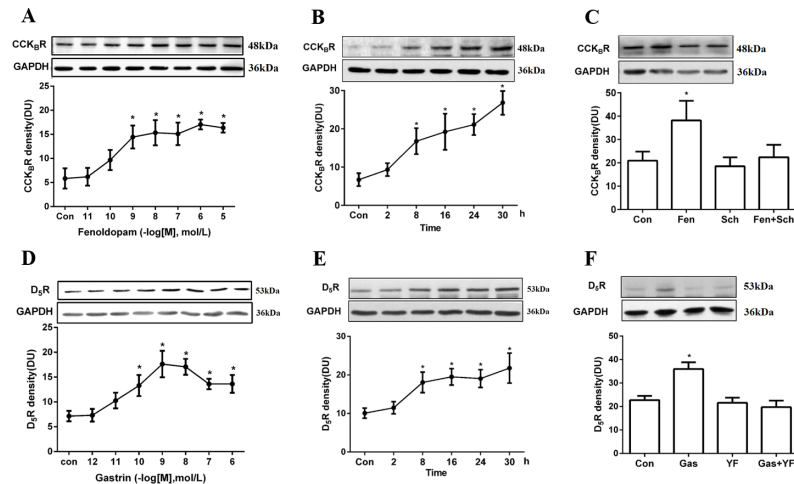 A
CCKBR 48kDa
GAPDH 36kDa
CCKBR density(DU)
25
20
15
10
5
0
Con 11 10 9 8 7 6 5
Fenoldopam (-log[M], mol/L)
* * * * *
B
CCKBR 48kDa
GAPDH 36kDa
CCKBR density(DU)
30
20
10
0
Con 2 8 16 24 30 h
Time
* * * *
C
CCKBR 48kDa
GAPDH 36kDa
CCKBR density(DU)
50
40
30
20
10
0
Con Fen Sch Fen+Sch
*
D
D5R 53kDa
GAPDH 36kDa
D5R density(DU)
25
20
15
10
5
0
con 12 11 10 9 8 7 6
Gastrin (-log[M],mol/L)
* * * * *
E
D5R 53kDa
GAPDH 36kDa
D5R density(DU)
30
20
10
0
Con 2 8 16 24 30 h
Time
* * * *
F
D5R 53kDa
GAPDH 36kDa
D5R density(DU)
50
40
30
20
10
0
Con Gas YF Gas+YF
*